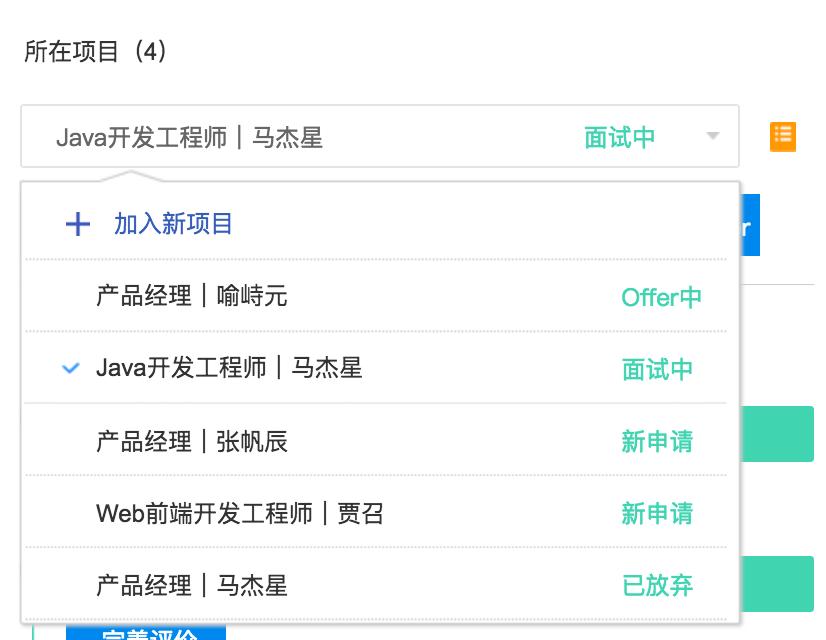 所在项目（4）
Java开发工程师｜马杰星 面试中
加入新项目
r
产品经理｜喻峙元 Offer中
Java开发工程师｜马杰星 面试中
产品经理｜张帆辰 新申请
Web前端开发工程师｜贾召 新申请
产品经理｜马杰星 已放弃
完善评价